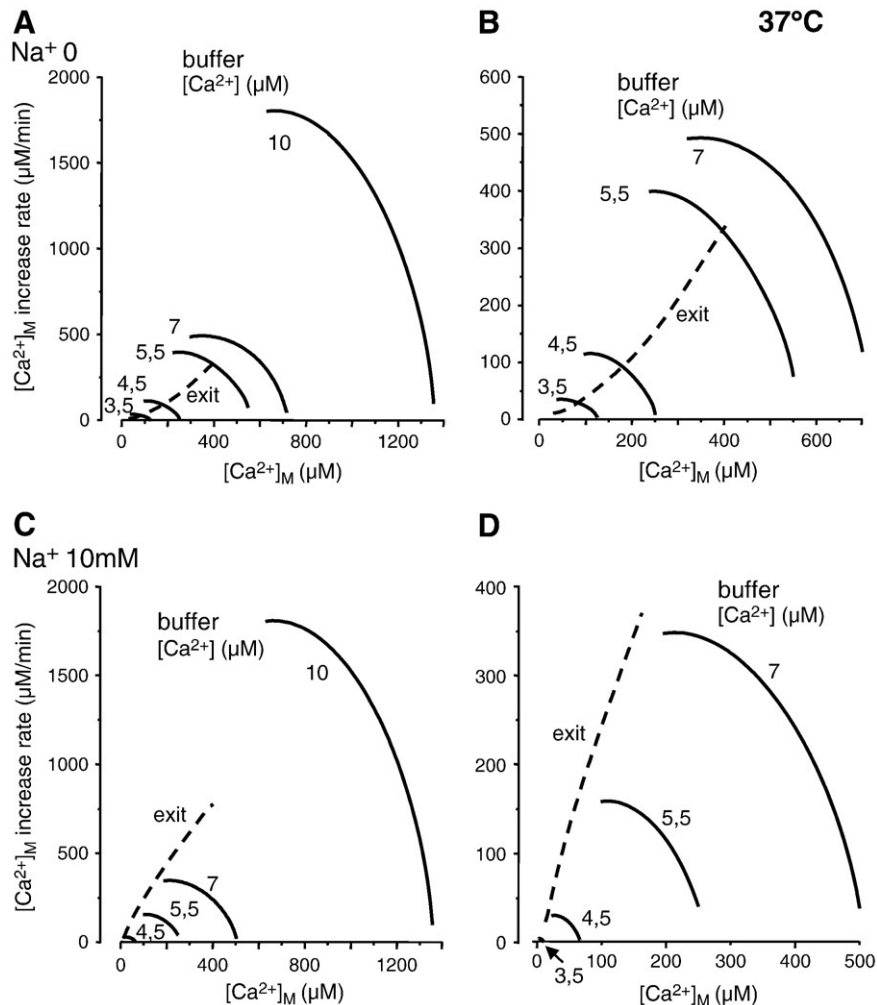 A
Na⁺ 0
buffer
[Ca²⁺] (µM)
2000
1500
1000
500
0
10
7
5,5
4,5
3,5
exit
0 400 800 1200
[Ca²⁺]M (µM)
[Ca²⁺]M increase rate (µM/min)
B
37°C
buffer
[Ca²⁺] (µM)
600
500
400
300
200
100
0
7
5,5
4,5
3,5
exit
0 200 400 600
[Ca²⁺]M (µM)
C
Na⁺ 10mM
buffer
[Ca²⁺] (µM)
2000
1500
1000
500
0
10
exit
7
5,5
4,5
0 400 800 1200
[Ca²⁺]M (µM)
[Ca²⁺]M increase rate (µM/min)
D
buffer
[Ca²⁺] (µM)
400
300
200
100
0
7
exit
5,5
4,5
3,5
0 100 200 300 400 500
[Ca²⁺]M (µM)